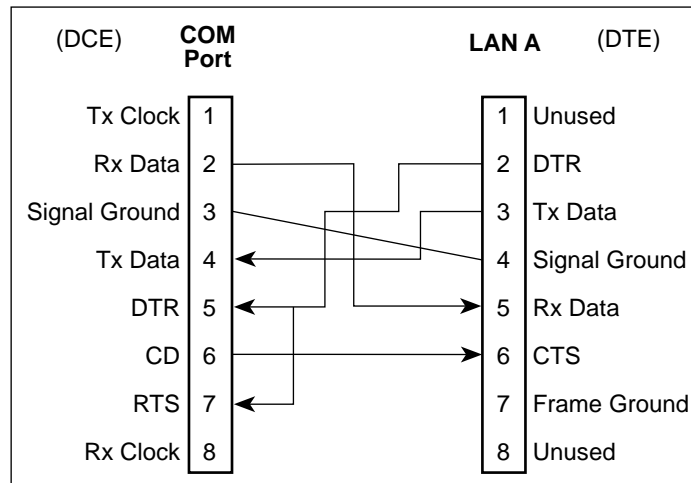 (DCE) COM Port LAN A (DTE)
Tx Clock 1 1 Unused
Rx Data 2 2 DTR
Signal Ground 3 3 Tx Data
Tx Data 4 4 Signal Ground
DTR 5 5 Rx Data
CD 6 6 CTS
RTS 7 7 Frame Ground
Rx Clock 8 8 Unused